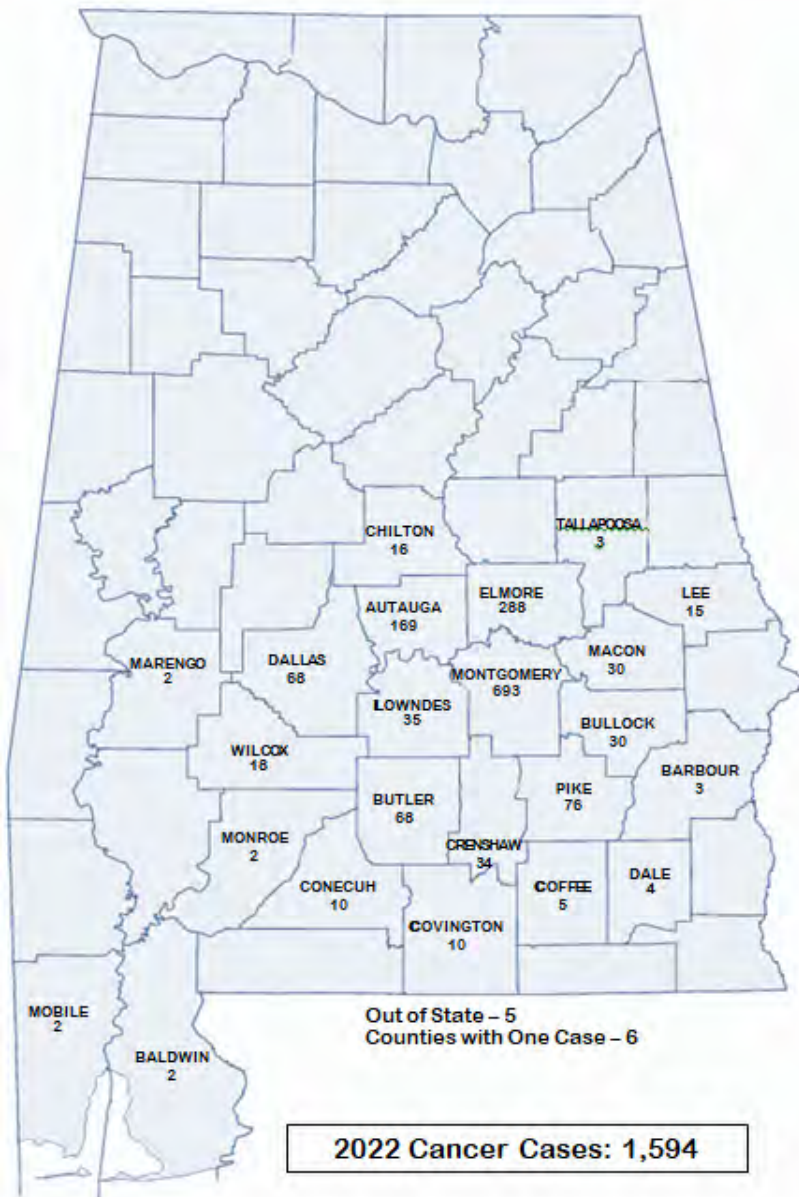 CHILTON
16
TALLAPOOSA
3
AUTAUGA
169
ELMORE
288
LEE
15
MARENGO
2
DALLAS
68
LOWNDES
35
MONTGOMERY
693
MACON
30
BULLOCK
30
WILCOX
18
BUTLER
68
CRENSHAW
34
PIKE
76
BARBOUR
3
MONROE
2
CONECUH
10
COVINGTON
10
COFFEE
5
DALE
4
MOBILE
2
BALDWIN
2
Out of State – 5
Counties with One Case – 6
2022 Cancer Cases: 1,594